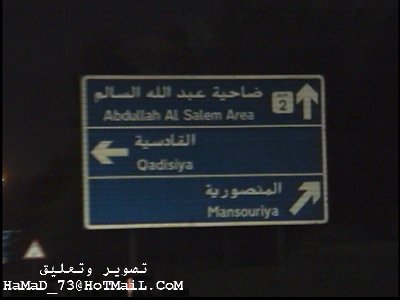 ضاحية عبد الله السالم
Abdullah Al Salem Area
2
القادسية
Qadisiya
المنصورية
Mansouriya
تصوير وتعليق
HaMaD_73@HoTMaiL.CoM